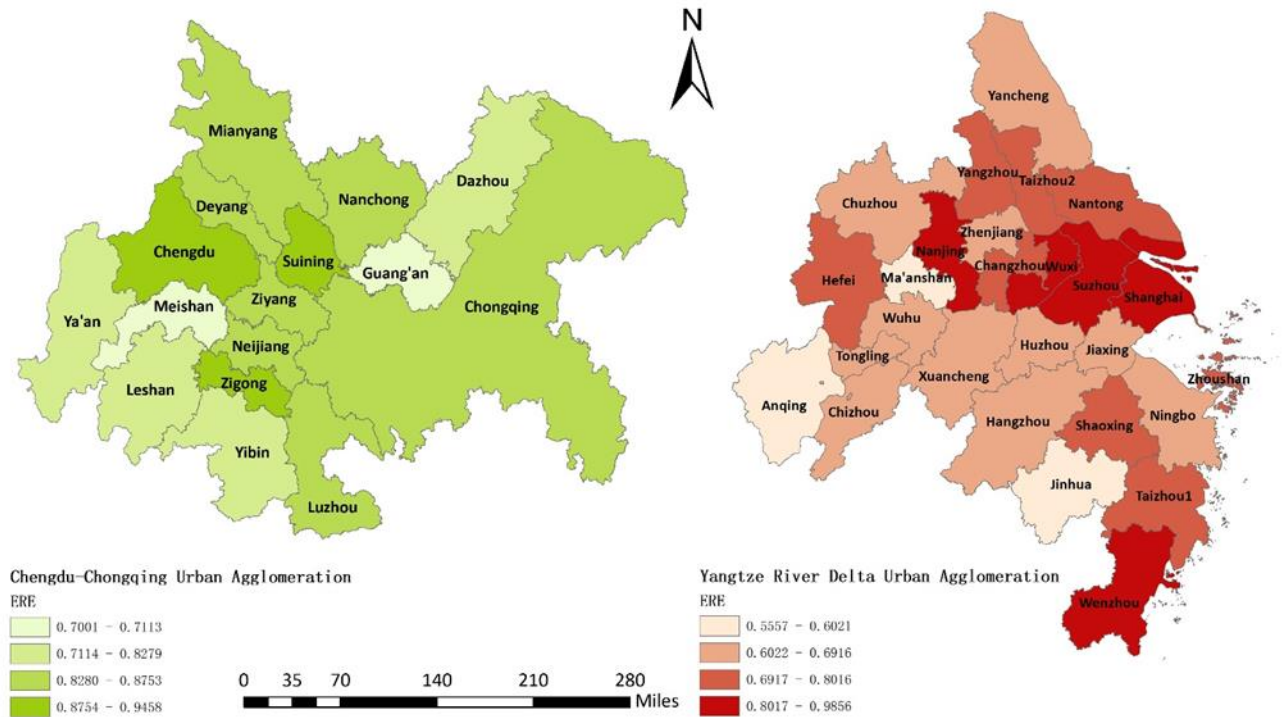 N
Mianyang
Deyang
Nanchong
Dazhou
Chengdu
Suining
Guang'an
Ya'an
Meishan
Ziyang
Chongqing
Neijiang
Leshan
Zigong
Yibin
Luzhou
Yancheng
Yangzhou
Taizhou2
Nantong
Chuzhou
Zhenjiang
Nanjing
Changzhou
Wuxi
Hefei
Ma'anshan
Suzhou
Shanghai
Wuhu
Huzhou
Jiaxing
Tongling
Xuancheng
Zhoushan
Anqing
Chizhou
Hangzhou
Shaoxing
Ningbo
Jinhua
Taizhou1
Wenzhou
Chengdu-Chongqing Urban Agglomeration
ERE
0.7001 - 0.7113
0.7114 - 0.8279
0.8280 - 0.8753
0.8754 - 0.9458
0 35 70 140 210 280
Miles
Yangtze River Delta Urban Agglomeration
ERE
0.5557 - 0.6021
0.6022 - 0.6916
0.6917 - 0.8016
0.8017 - 0.9856